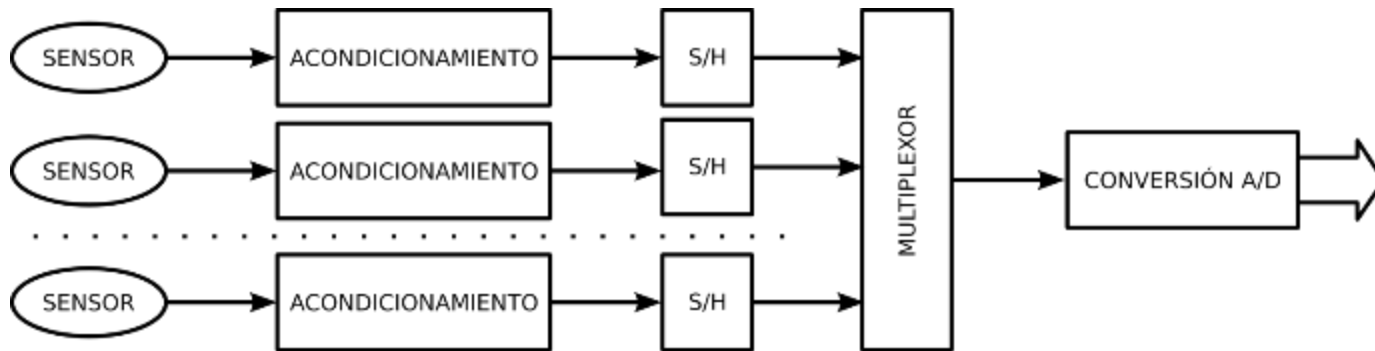 SENSOR
ACONDICIONAMIENTO
S/H
SENSOR
ACONDICIONAMIENTO
S/H
SENSOR
ACONDICIONAMIENTO
S/H
MULTIPLEXOR
CONVERSIÓN A/D